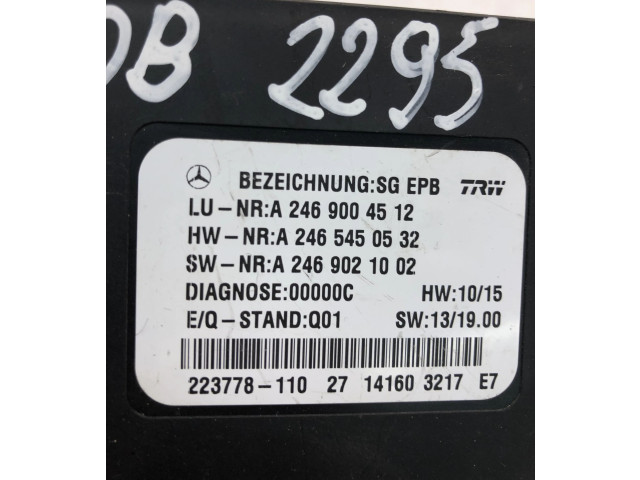 DB 2295
BEZEICHNUNG:SG EPB TRW
LU-NR:A 246 900 45 12
HW-NR:A 246 545 05 32
SW-NR:A 246 902 10 02
DIAGNOSE:00000C HW:10/15
E/Q-STAND:Q01 SW:13/19.00
223778-110 27 14160 3217 E7